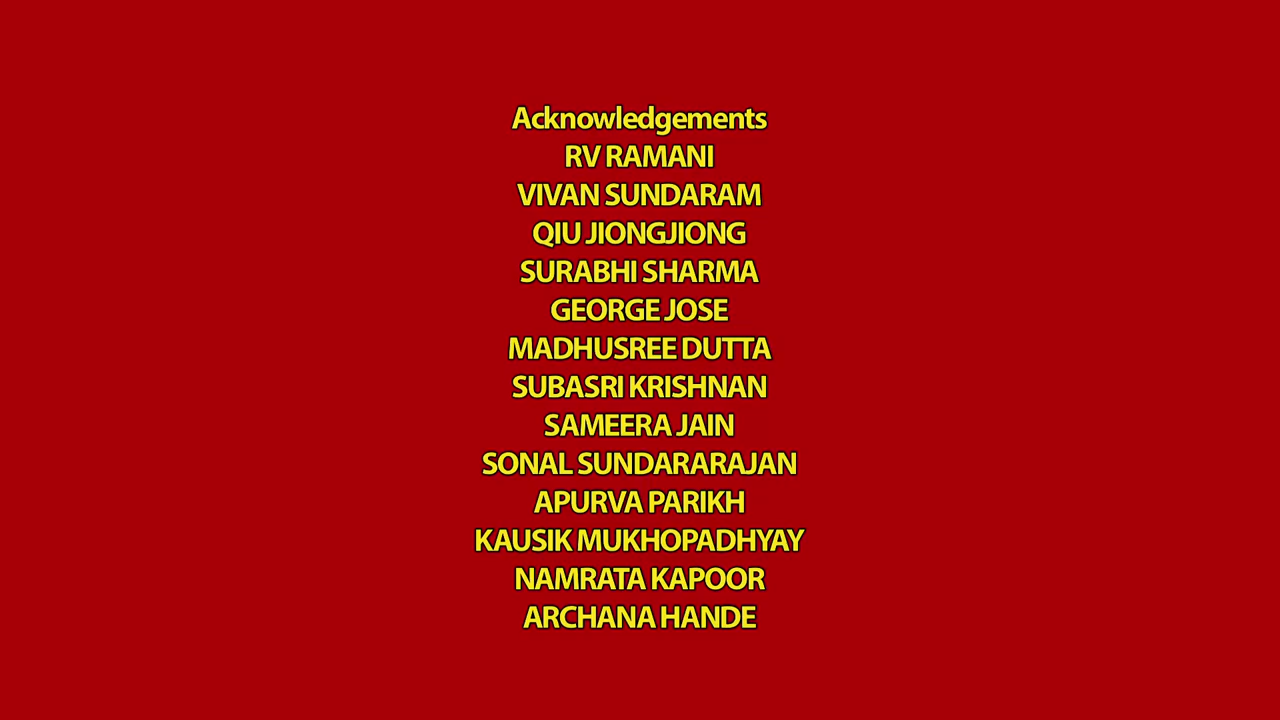 Acknowledgements
RV RAMANI
VIVAN SUNDARAM
QIU JIONGJIONG
SURABHI SHARMA
GEORGE JOSE
MADHUSREE DUTTA
SUBASRI KRISHNAN
SAMEERA JAIN
SONAL SUNDARARAJAN
APURVA PARIKH
KAUSIK MUKHOPADHYAY
NAMRATA KAPOOR
ARCHANA HANDE